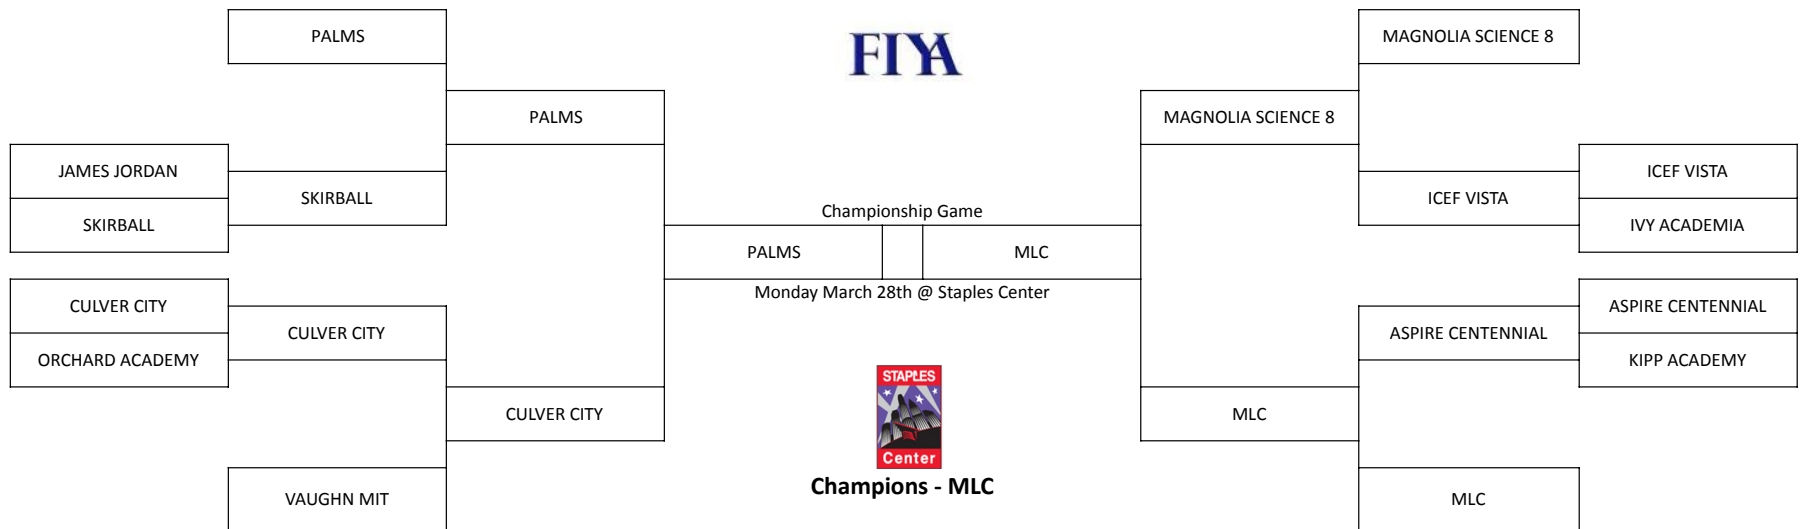 PALMS
FIYA
MAGNOLIA SCIENCE 8
PALMS
MAGNOLIA SCIENCE 8
JAMES JORDAN
SKIRBALL
SKIRBALL
ICEF VISTA
ICEF VISTA
IVY ACADEMIA
Championship Game
PALMS
MLC
Monday March 28th @ Staples Center
CULVER CITY
CULVER CITY
ORCHARD ACADEMY
ASPIRE CENTENNIAL
ASPIRE CENTENNIAL
KIPP ACADEMY
STAPLES
Center
CULVER CITY
MLC
Champions - MLC
VAUGHN MIT
MLC